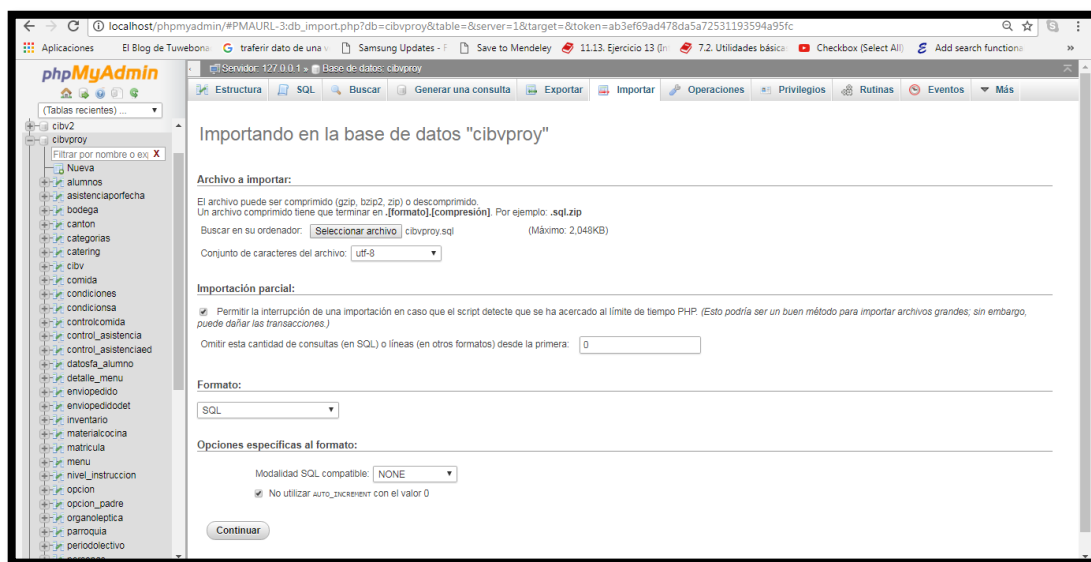 localhost/phpmyadmin/#PMAURL-3:db_import.php?db=cibvproy&table=&server=1&target=&token=ab3ef69ad478da5a72531193594a95fc
Aplicaciones El Blog de Tuwebona traferir dato de una Samsung Updates - F Save to Mendeley 11.13. Ejercicio 13 (In 7.2. Utilidades básica Checkbox (Select All) Add search functiona »
phpMyAdmin
(Tablas recientes) ...
cibv2
cibvproy
Filtrar por nombre o ex X
Nueva
alumnos
asistenciaporfecha
bodega
canton
categorias
catering
cibv
comida
condiciones
condicionsa
controlcomida
control_asistencia
control_asistenciaed
datosfa_alumno
detalle_menu
enviopedido
enviopedidodet
inventario
materialcocina
matricula
menu
nivel_instruccion
opcion
opcion_padre
organoleptica
parroquia
periodolectivo
Servidor: 127.0.0.1 » Base de datos: cibvproy
Estructura SQL Buscar Generar una consulta Exportar Importar Operaciones Privilegios Rutinas Eventos Más
Importando en la base de datos "cibvproy"
Archivo a importar:
El archivo puede ser comprimido (gzip, bzip2, zip) o descomprimido.
Un archivo comprimido tiene que terminar en .[formato].[compresión]. Por ejemplo: .sql.zip
Buscar en su ordenador: Seleccionar archivo cibvproy.sql (Máximo: 2,048KB)
Conjunto de caracteres del archivo: utf-8
Importación parcial:
Permitir la interrupción de una importación en caso que el script detecte que se ha acercado al límite de tiempo PHP. (Esto podría ser un buen método para importar archivos grandes; sin embargo,
puede dañar las transacciones.)
Omitir esta cantidad de consultas (en SQL) o líneas (en otros formatos) desde la primera: 0
Formato:
SQL
Opciones específicas al formato:
Modalidad SQL compatible: NONE
No utilizar AUTO_INCREMENT con el valor 0
Continuar